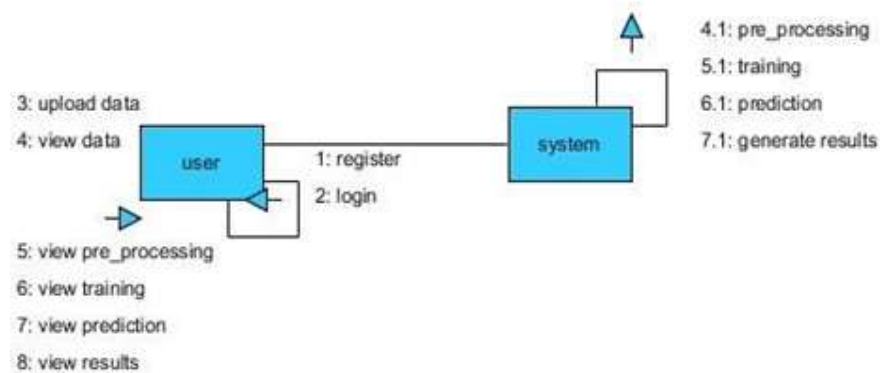 3: upload data
4: view data
user
5: view pre_processing
6: view training
7: view prediction
8: view results
1: register
2: login
system
4.1: pre_processing
5.1: training
6.1: prediction
7.1: generate results